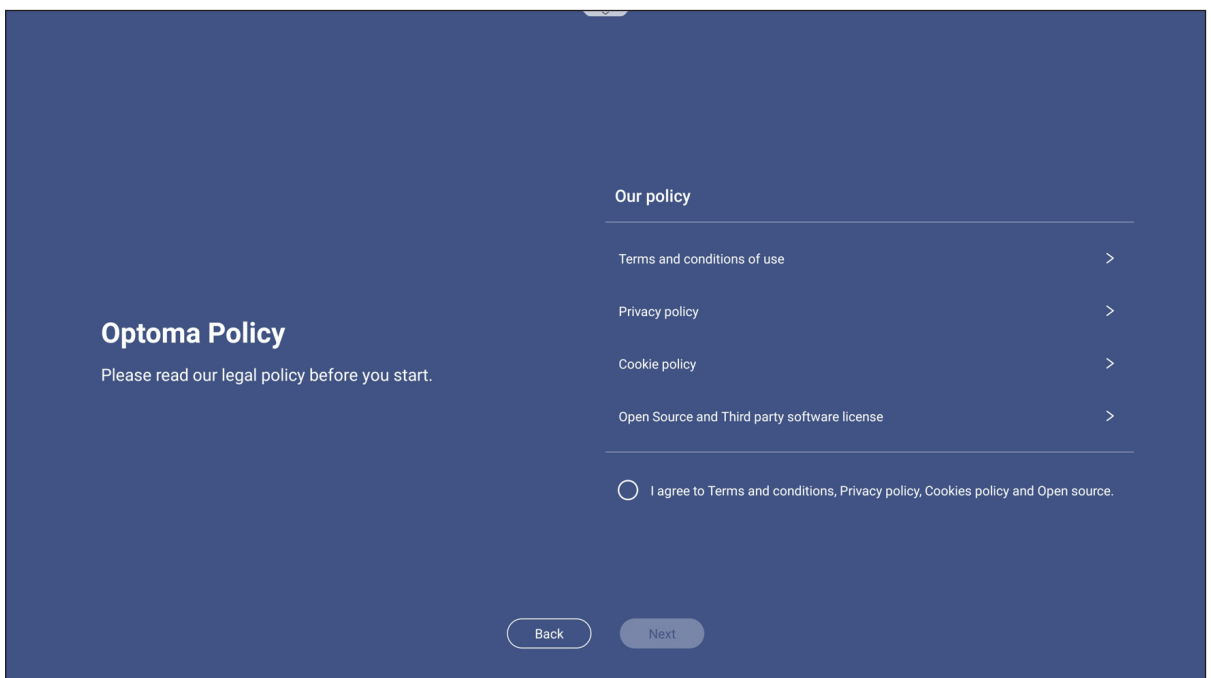 Optoma Policy
Please read our legal policy before you start.
Our policy
Terms and conditions of use
Privacy policy
Cookie policy
Open Source and Third party software license
I agree to Terms and conditions, Privacy policy, Cookies policy and Open source.
Back
Next